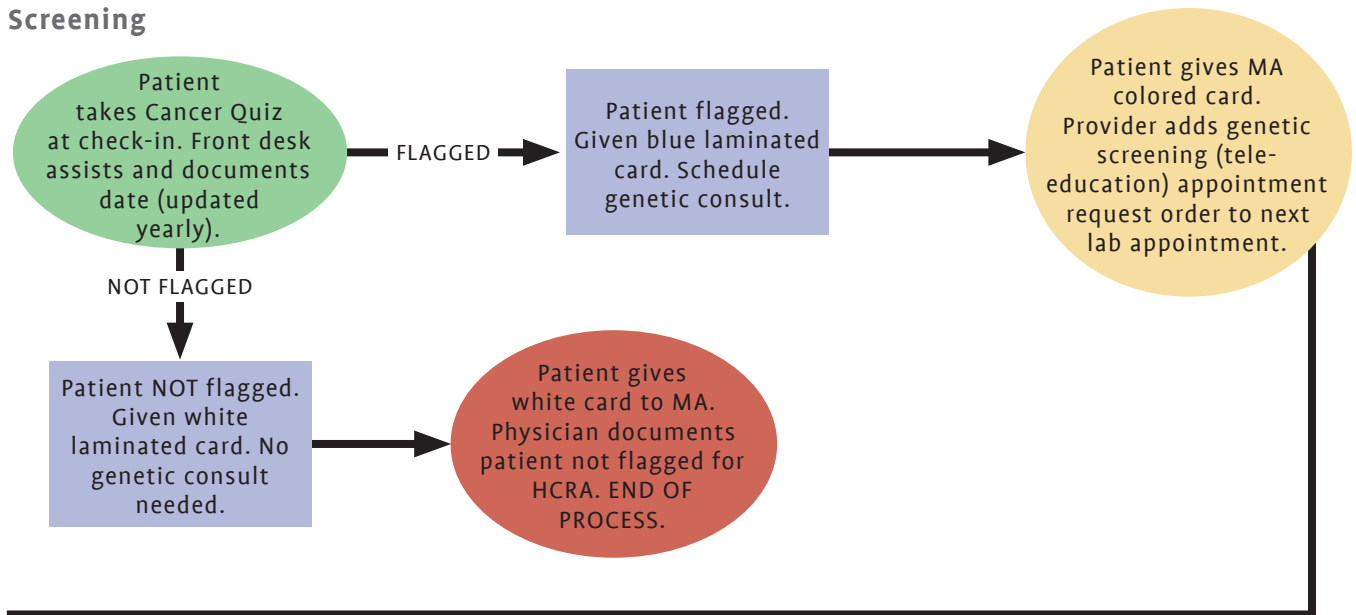 Screening
Patient
takes Cancer Quiz
at check-in. Front desk
assists and documents
date (updated
yearly).
FLAGGED
Patient flagged.
Given blue laminated
card. Schedule
genetic consult.
Patient gives MA
colored card.
Provider adds genetic
screening (tele-
education) appointment
request order to next
lab appointment.
NOT FLAGGED
Patient NOT flagged.
Given white
laminated card. No
genetic consult
needed.
Patient gives
white card to MA.
Physician documents
patient not flagged for
HCRA. END OF
PROCESS.